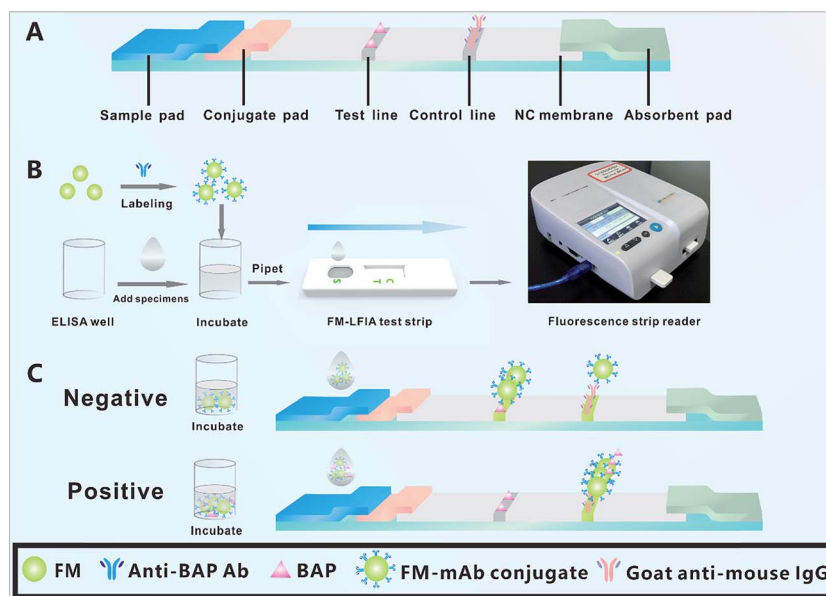 A
Sample pad
Conjugate pad
Test line
Control line
NC membrane
Absorbent pad
B
Labeling
Add specimens
Pipet
S
T
C
ELISA well
Incubate
FM-LFIA test strip
Fluorescence strip reader
C
Negative
Incubate
Positive
Incubate
FM
Anti-BAP Ab
BAP
FM-mAb conjugate
Goat anti-mouse IgG